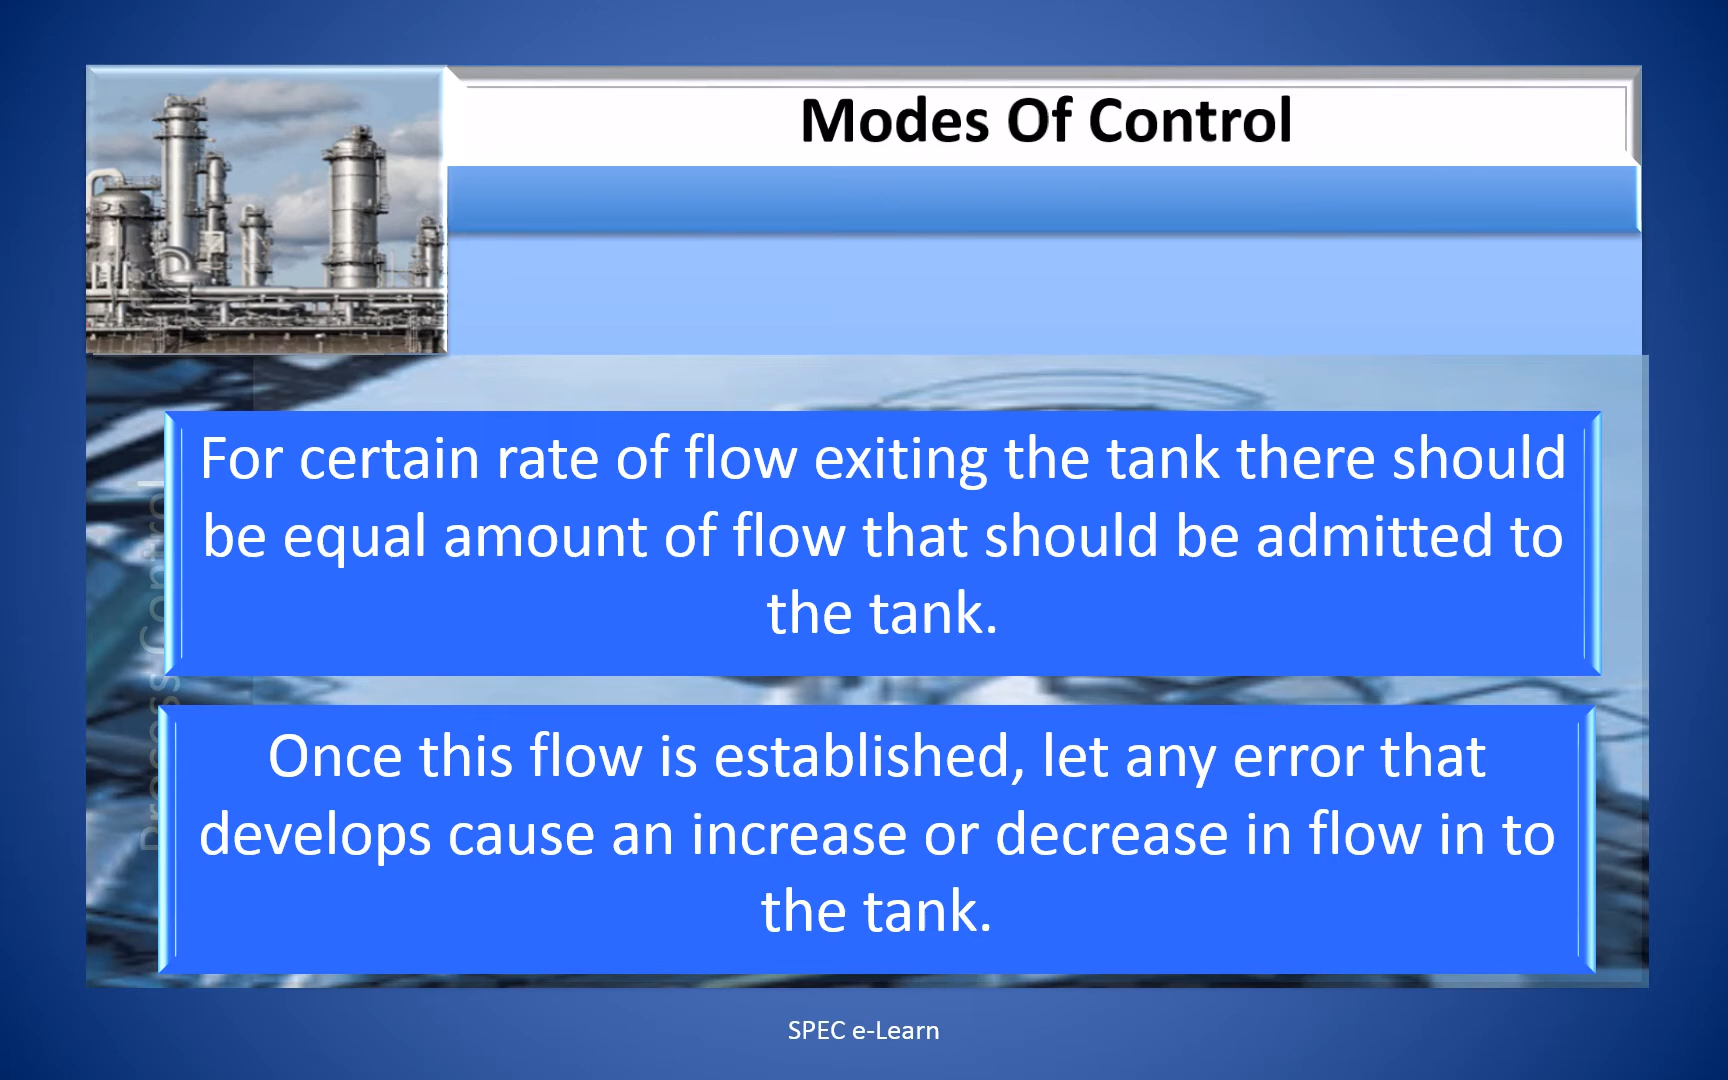 Modes Of Control
For certain rate of flow exiting the tank there should
be equal amount of flow that should be admitted to
the tank.
Process Control
Once this flow is established, let any error that
develops cause an increase or decrease in flow in to
the tank.
SPEC e-Learn